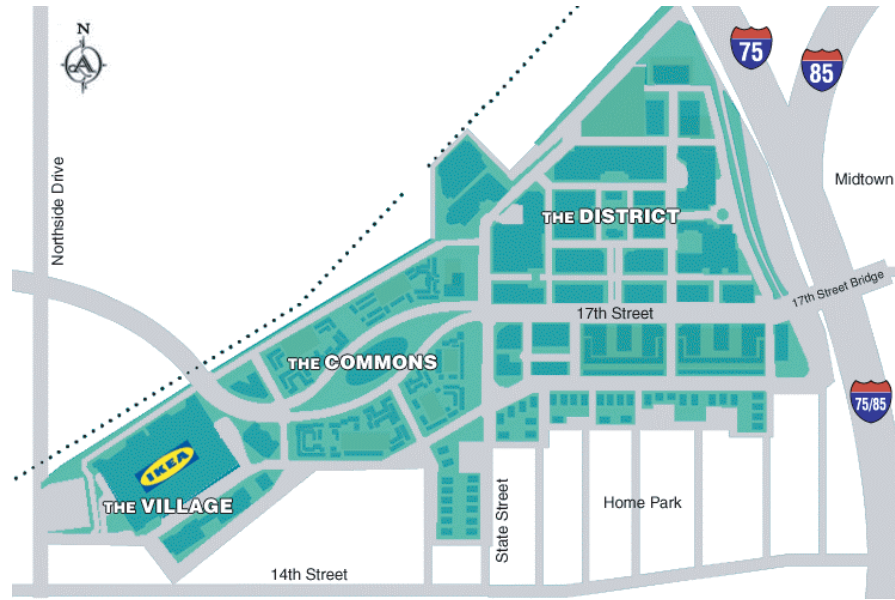 N
A
75
85
Northside Drive
Midtown
THE DISTRICT
17th Street Bridge
17th Street
THE COMMONS
75/85
IKEA
THE VILLAGE
State Street
Home Park
14th Street